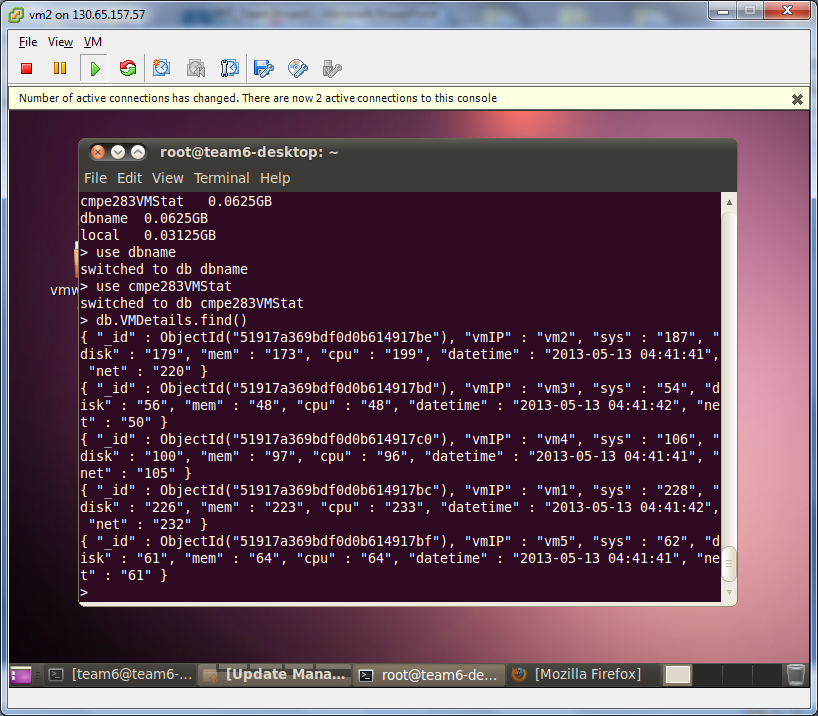 vm2 on 130.65.157.57
File View VM
Number of active connections has changed. There are now 2 active connections to this console
root@team6-desktop: ~
File Edit View Terminal Help
cmpe283VMStat   0.0625GB
dbname  0.0625GB
local   0.03125GB
> use dbname
switched to db dbname
> use cmpe283VMStat
switched to db cmpe283VMStat
> db.VMDetails.find()
{ "_id" : ObjectId("51917a369bdf0d0b614917be"), "vmIP" : "vm2", "sys" : "187", "
disk" : "179", "mem" : "173", "cpu" : "199", "datetime" : "2013-05-13 04:41:41",
 "net" : "220" }
{ "_id" : ObjectId("51917a369bdf0d0b614917bd"), "vmIP" : "vm3", "sys" : "54", "d
isk" : "56", "mem" : "48", "cpu" : "48", "datetime" : "2013-05-13 04:41:42", "ne
t" : "50" }
{ "_id" : ObjectId("51917a369bdf0d0b614917c0"), "vmIP" : "vm4", "sys" : "106", "
disk" : "100", "mem" : "97", "cpu" : "96", "datetime" : "2013-05-13 04:41:41", "
net" : "105" }
{ "_id" : ObjectId("51917a369bdf0d0b614917bc"), "vmIP" : "vm1", "sys" : "228", "
disk" : "226", "mem" : "223", "cpu" : "233", "datetime" : "2013-05-13 04:41:42",
 "net" : "232" }
{ "_id" : ObjectId("51917a369bdf0d0b614917bf"), "vmIP" : "vm5", "sys" : "62", "d
isk" : "61", "mem" : "64", "cpu" : "64", "datetime" : "2013-05-13 04:41:41", "ne
t" : "61" }
>
vmw
[team6@team6-... [Update Mana... root@team6-de... [Mozilla Firefox]